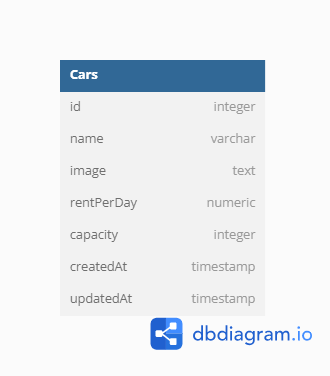 Cars
id integer
name varchar
image text
rentPerDay numeric
capacity integer
createdAt timestamp
updatedAt timestamp
dbdiagram.io